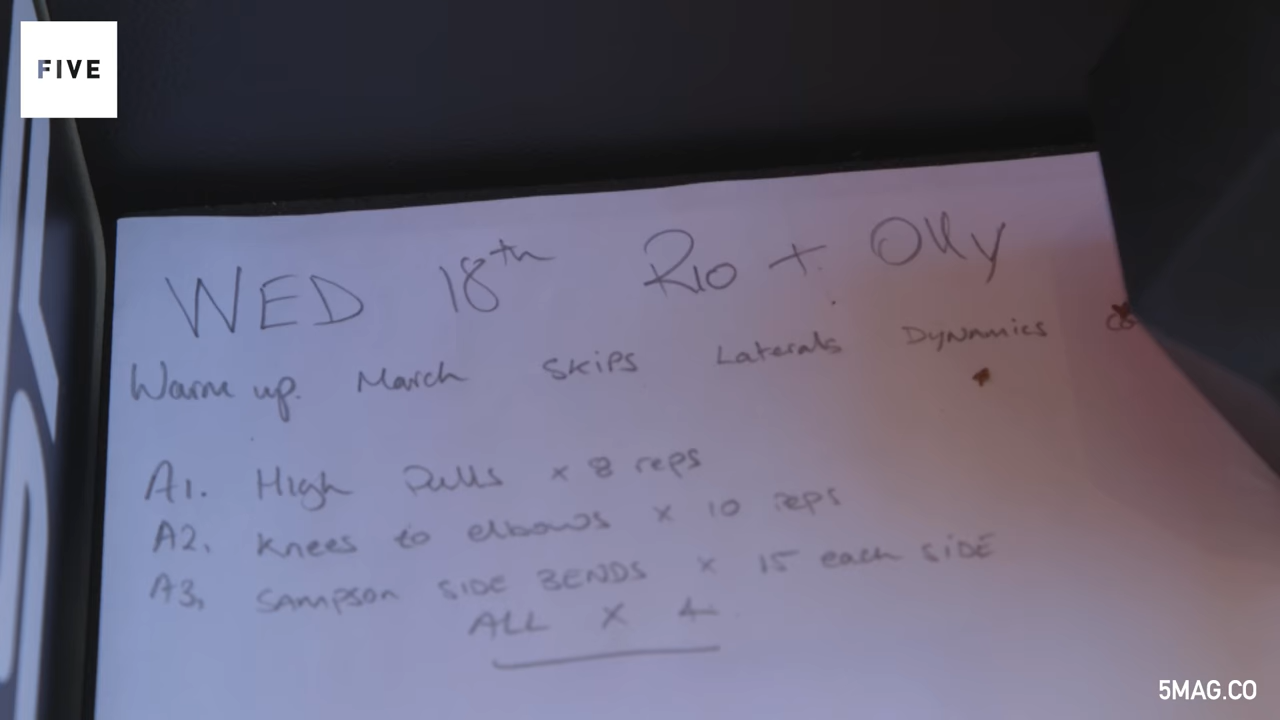 FIVE
WED 18th Rio + Olly
Warm up. March Skips Laterals Dynamics
A1. High Pulls x 8 reps
A2. Knees to elbows x 10 reps
A3. SAMPSON SIDE BENDS x 15 each SiDE
ALL X 4
5MAG.CO